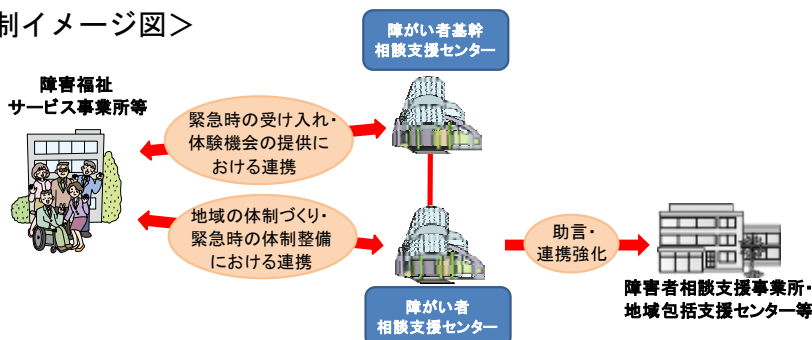 制イメージ図＞
障がい者基幹
相談支援センター
障害福祉
サービス事業所等
緊急時の受け入れ・
体験機会の提供に
おける連携
地域の体制づくり・
緊急時の体制整備
における連携
助言・
連携強化
障害者相談支援事業所・
地域包括支援センター等
障がい者
相談支援センター